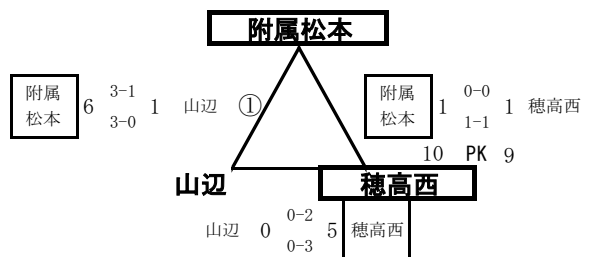 附属松本
附属 松本 6 3-1 3-0 1 山辺 ①
附属 松本 1 0-0 1-1 1 穂高西
10 PK 9
山辺 穂高西
山辺 0 0-2 0-3 5 穂高西